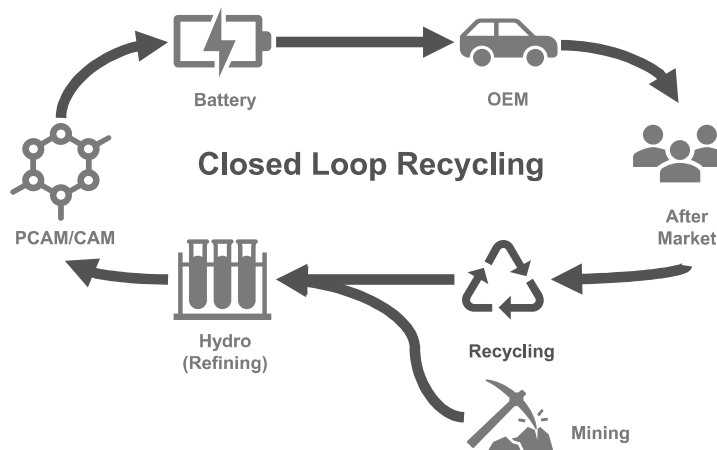 Battery
OEM
Closed Loop Recycling
After
Market
PCAM/CAM
Hydro
(Refining)
Recycling
Mining